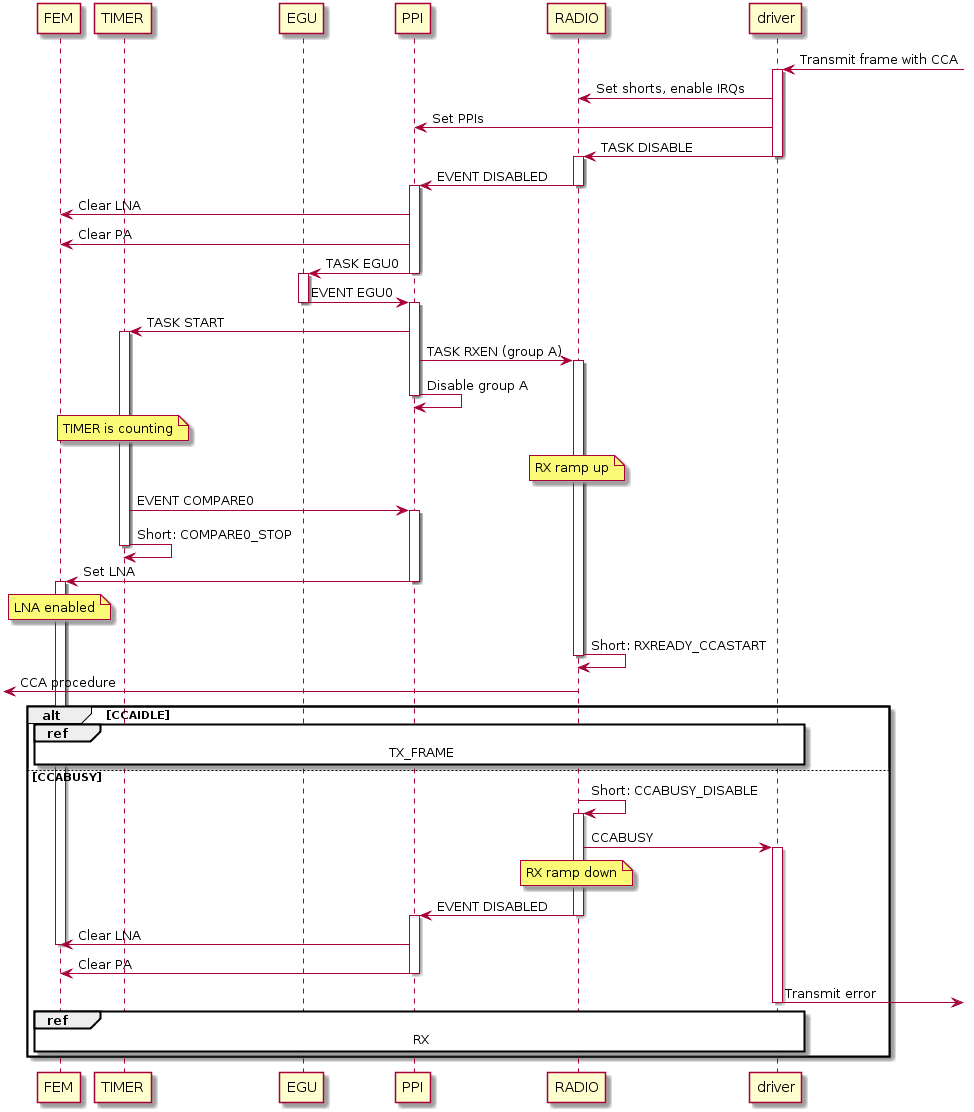 FEM TIMER EGU PPI RADIO driver
Transmit frame with CCA
Set shorts, enable IRQs
Set PPIs
TASK DISABLE
EVENT DISABLED
Clear LNA
Clear PA
TASK EGU0
EVENT EGU0
TASK START
TASK RXEN (group A)
Disable group A
TIMER is counting
RX ramp up
EVENT COMPARE0
Short: COMPARE0_STOP
Set LNA
LNA enabled
Short: RXREADY_CCASTART
CCA procedure
alt [CCAIDLE]
ref
TX_FRAME
[CCABUSY]
Short: CCABUSY_DISABLE
CCABUSY
RX ramp down
EVENT DISABLED
Clear LNA
Clear PA
Transmit error
ref
RX
FEM TIMER EGU PPI RADIO driver